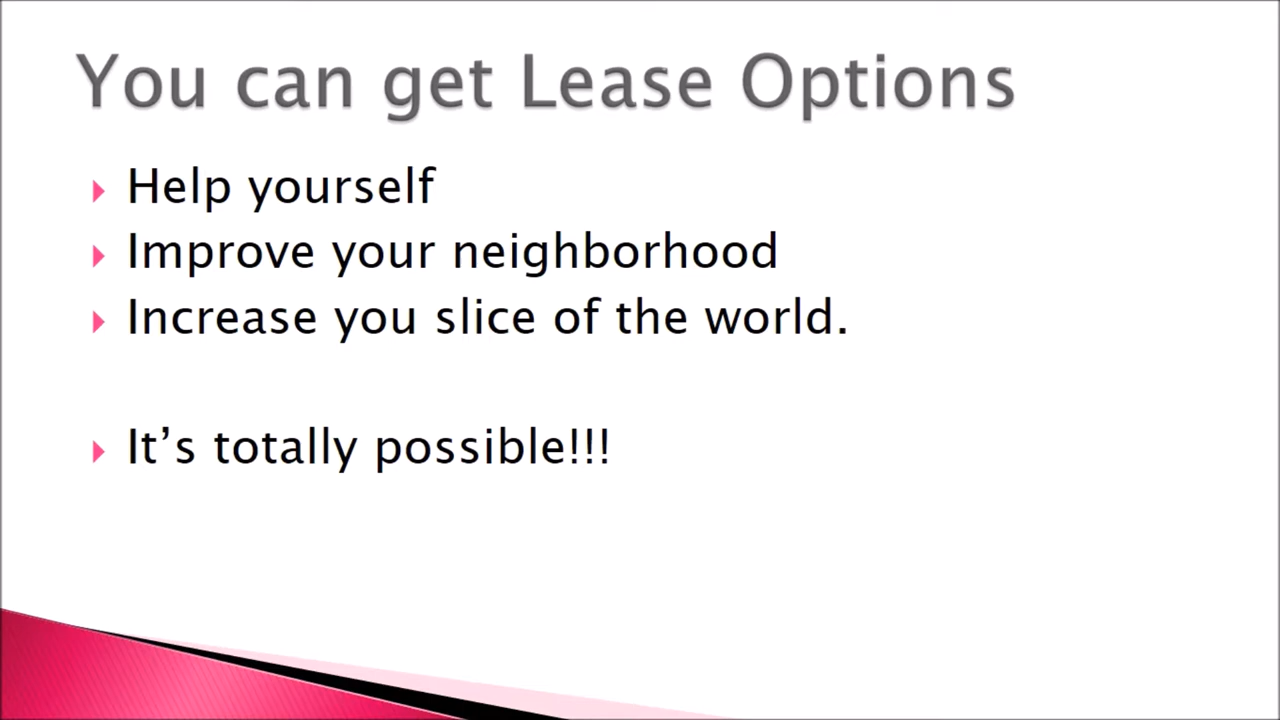 You can get Lease Options
Help yourself
Improve your neighborhood
Increase you slice of the world.
It’s totally possible!!!